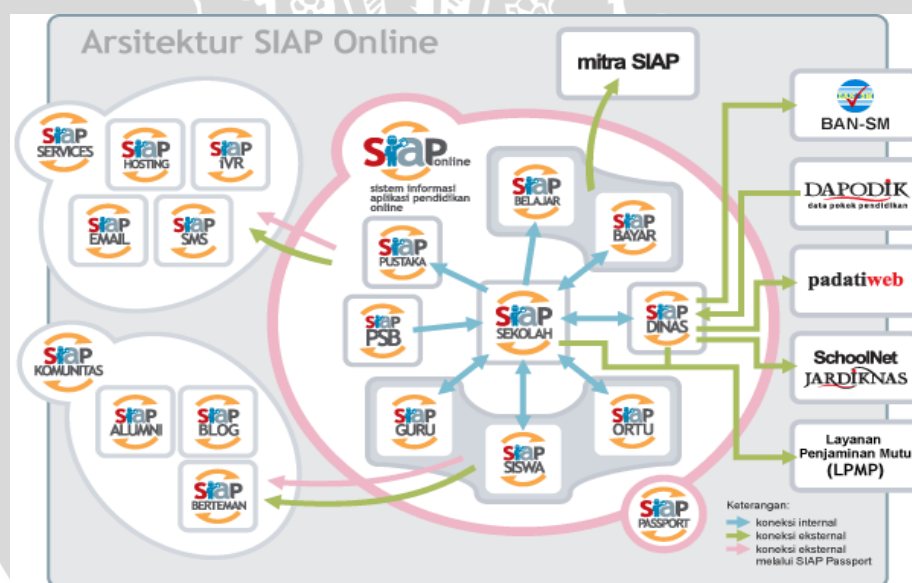 Arsitektur SIAP Online
mitra SIAP
BAN-SM
DAPODIK
data pokok pendidikan
padatiweb
SchoolNet
JARDIKNAS
Layanan
Penjaminan Mutu
(LPMP)
SiAP
SERVICES
SiAP
HOSTING
SiAP
iVR
SiAP
EMAIL
SiAP
SMS
SiAP online
sistem informasi
aplikasi pendidikan
online
SiAP
BELAJAR
SiAP
BAYAR
SiAP
PUSTAKA
SiAP
PSB
SiAP
SEKOLAH
SiAP
DINAS
SiAP
GURU
SiAP
SISWA
SiAP
ORTU
SiAP
KOMUNITAS
SiAP
ALUMNI
SiAP
BLOG
SiAP
BERTEMAN
SiAP
PASSPORT
Keterangan:
koneksi internal
koneksi eksternal
koneksi eksternal
melalui SIAP Passport